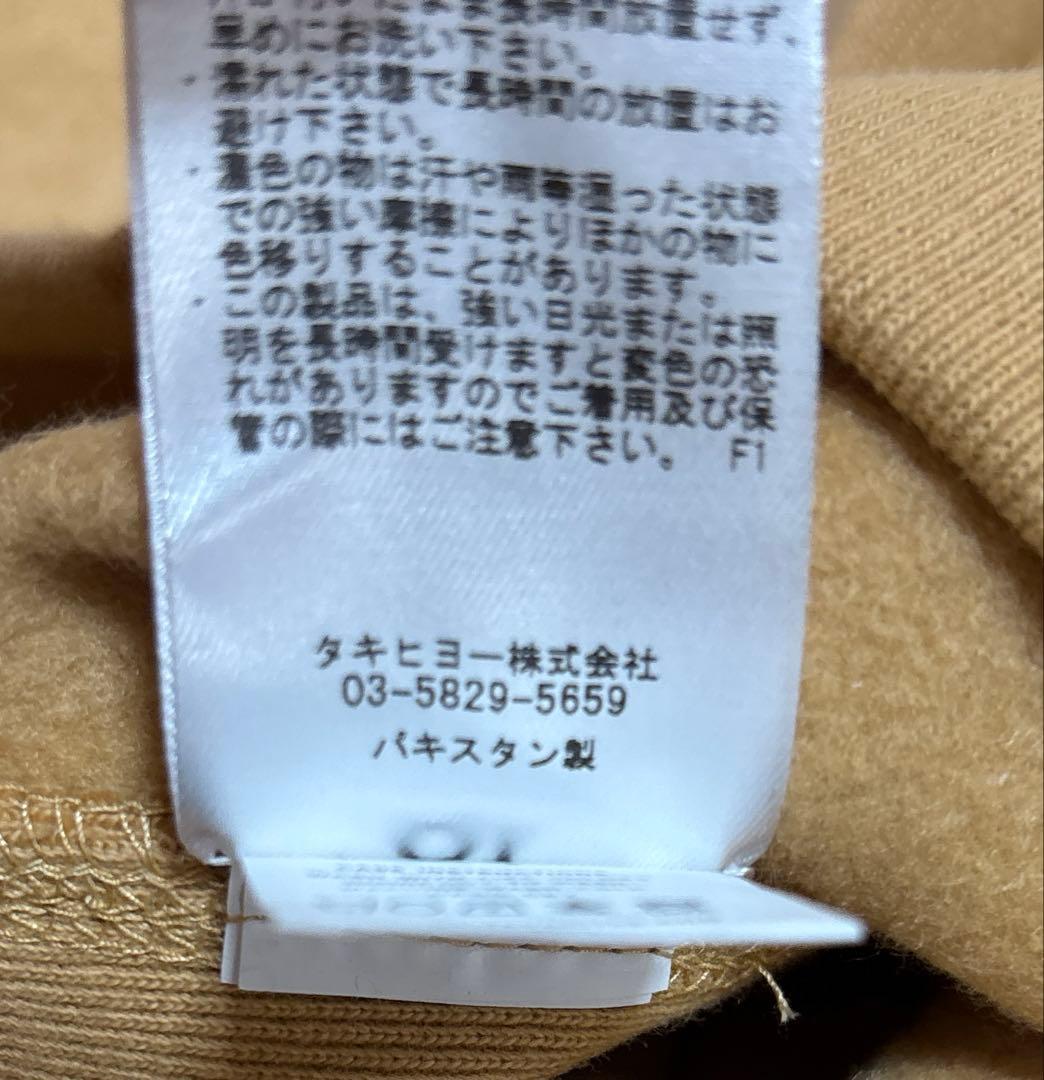 長時間放置せず、
早めにお洗い下さい。
・濡れた状態で長時間の放置はお
避け下さい。
・濃色の物は汗や雨等湿った状態
での強い摩擦によりほかの物に
色移りすることがあります。
・この製品は、強い日光または照
明を長時間受けますと変色の恐
れがありますのでご着用及び保
管の際にはご注意下さい。 F1
タキヒヨー株式会社
03-5829-5659
パキスタン製